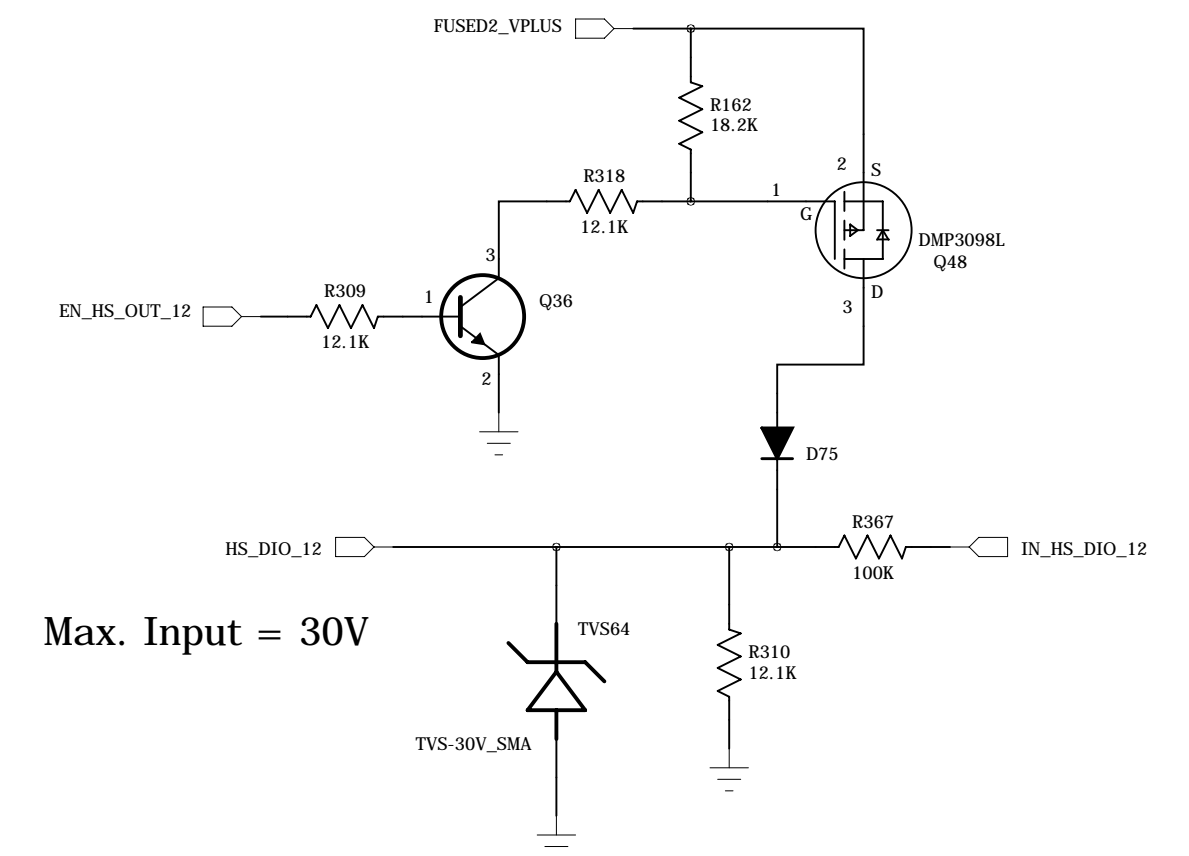 FUSED2_VPLUS
R162
18.2K
2
S
R318
12.1K
1
G
DMP3098L
Q48
3
D
3
EN_HS_OUT_12
R309
12.1K
1
Q36
2
D75
HS_DIO_12
R367
100K
IN_HS_DIO_12
Max. Input = 30V
TVS64
TVS-30V_SMA
R310
12.1K